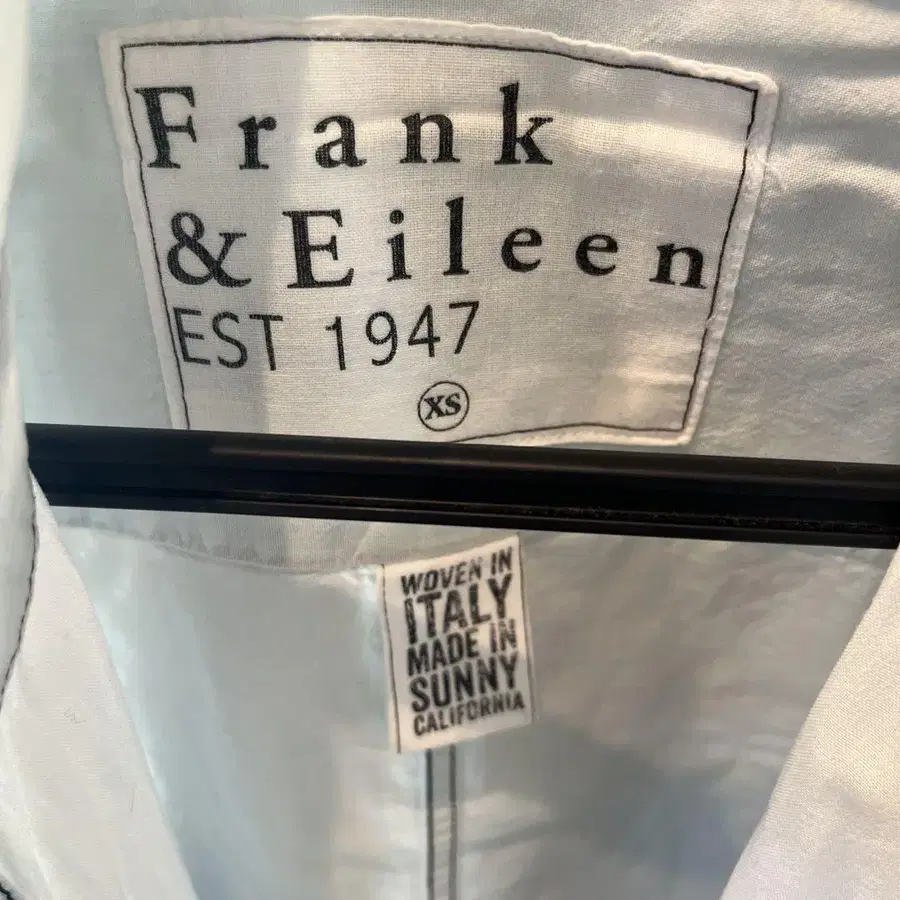 Frank
& Eileen
EST 1947
XS
WOVEN IN
ITALY
MADE IN
SUNNY
CALIFORNIA